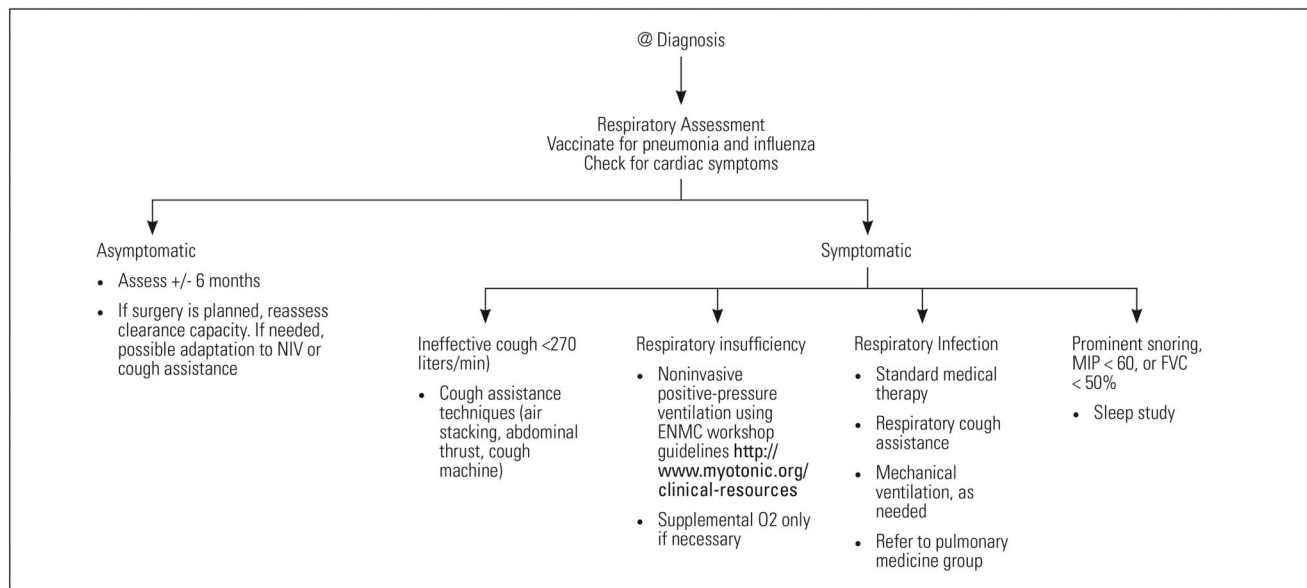 @ Diagnosis
Respiratory Assessment
Vaccinate for pneumonia and influenza
Check for cardiac symptoms
Asymptomatic
• Assess +/- 6 months
• If surgery is planned, reassess
clearance capacity. If needed,
possible adaptation to NIV or
cough assistance
Symptomatic
Ineffective cough <270
liters/min)
• Cough assistance
techniques (air
stacking, abdominal
thrust, cough
machine)
Respiratory insufficiency
• Noninvasive
positive-pressure
ventilation using
ENMC workshop
guidelines http://
www.myotonic.org/
clinical-resources
• Supplemental O2 only
if necessary
Respiratory Infection
• Standard medical
therapy
• Respiratory cough
assistance
• Mechanical
ventilation, as
needed
• Refer to pulmonary
medicine group
Prominent snoring,
MIP < 60, or FVC
< 50%
• Sleep study